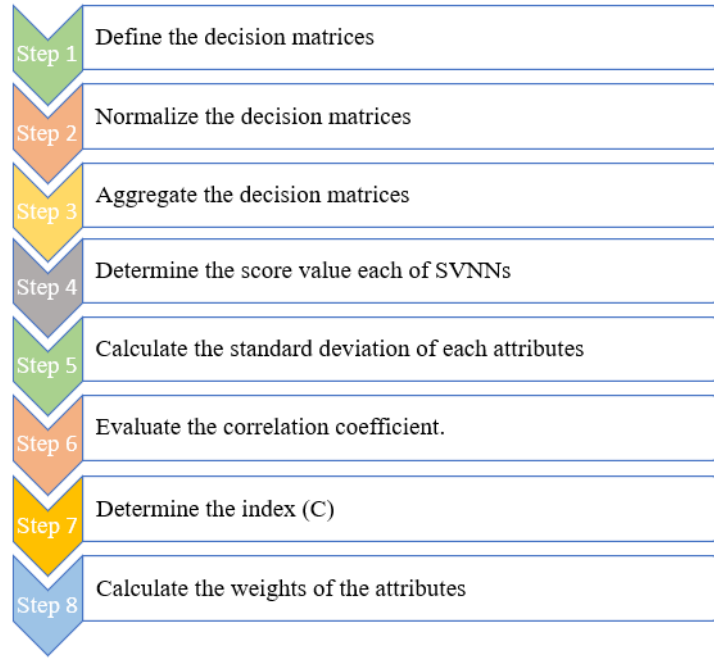 Step 1 Define the decision matrices
Step 2 Normalize the decision matrices
Step 3 Aggregate the decision matrices
Step 4 Determine the score value each of SVNNs
Step 5 Calculate the standard deviation of each attributes
Step 6 Evaluate the correlation coefficient.
Step 7 Determine the index (C)
Step 8 Calculate the weights of the attributes